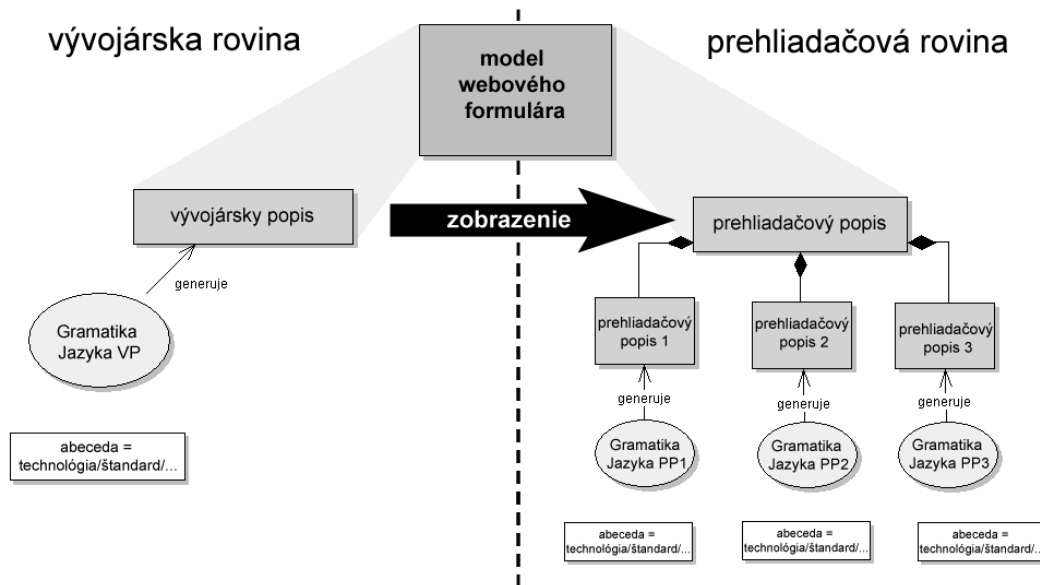 vývojárska rovina
prehliadačová rovina
model
webového
formulára
vývojársky popis
zobrazenie
prehliadačový popis
generuje
Gramatika
Jazyka VP
prehliadačový
popis 1
prehliadačový
popis 2
prehliadačový
popis 3
generuje
generuje
generuje
Gramatika
Jazyka PP1
Gramatika
Jazyka PP2
Gramatika
Jazyka PP3
abeceda =
technológia/štandard/...
abeceda =
technológia/štandard/...
abeceda =
technológia/štandard/...
abeceda =
technológia/štandard/...